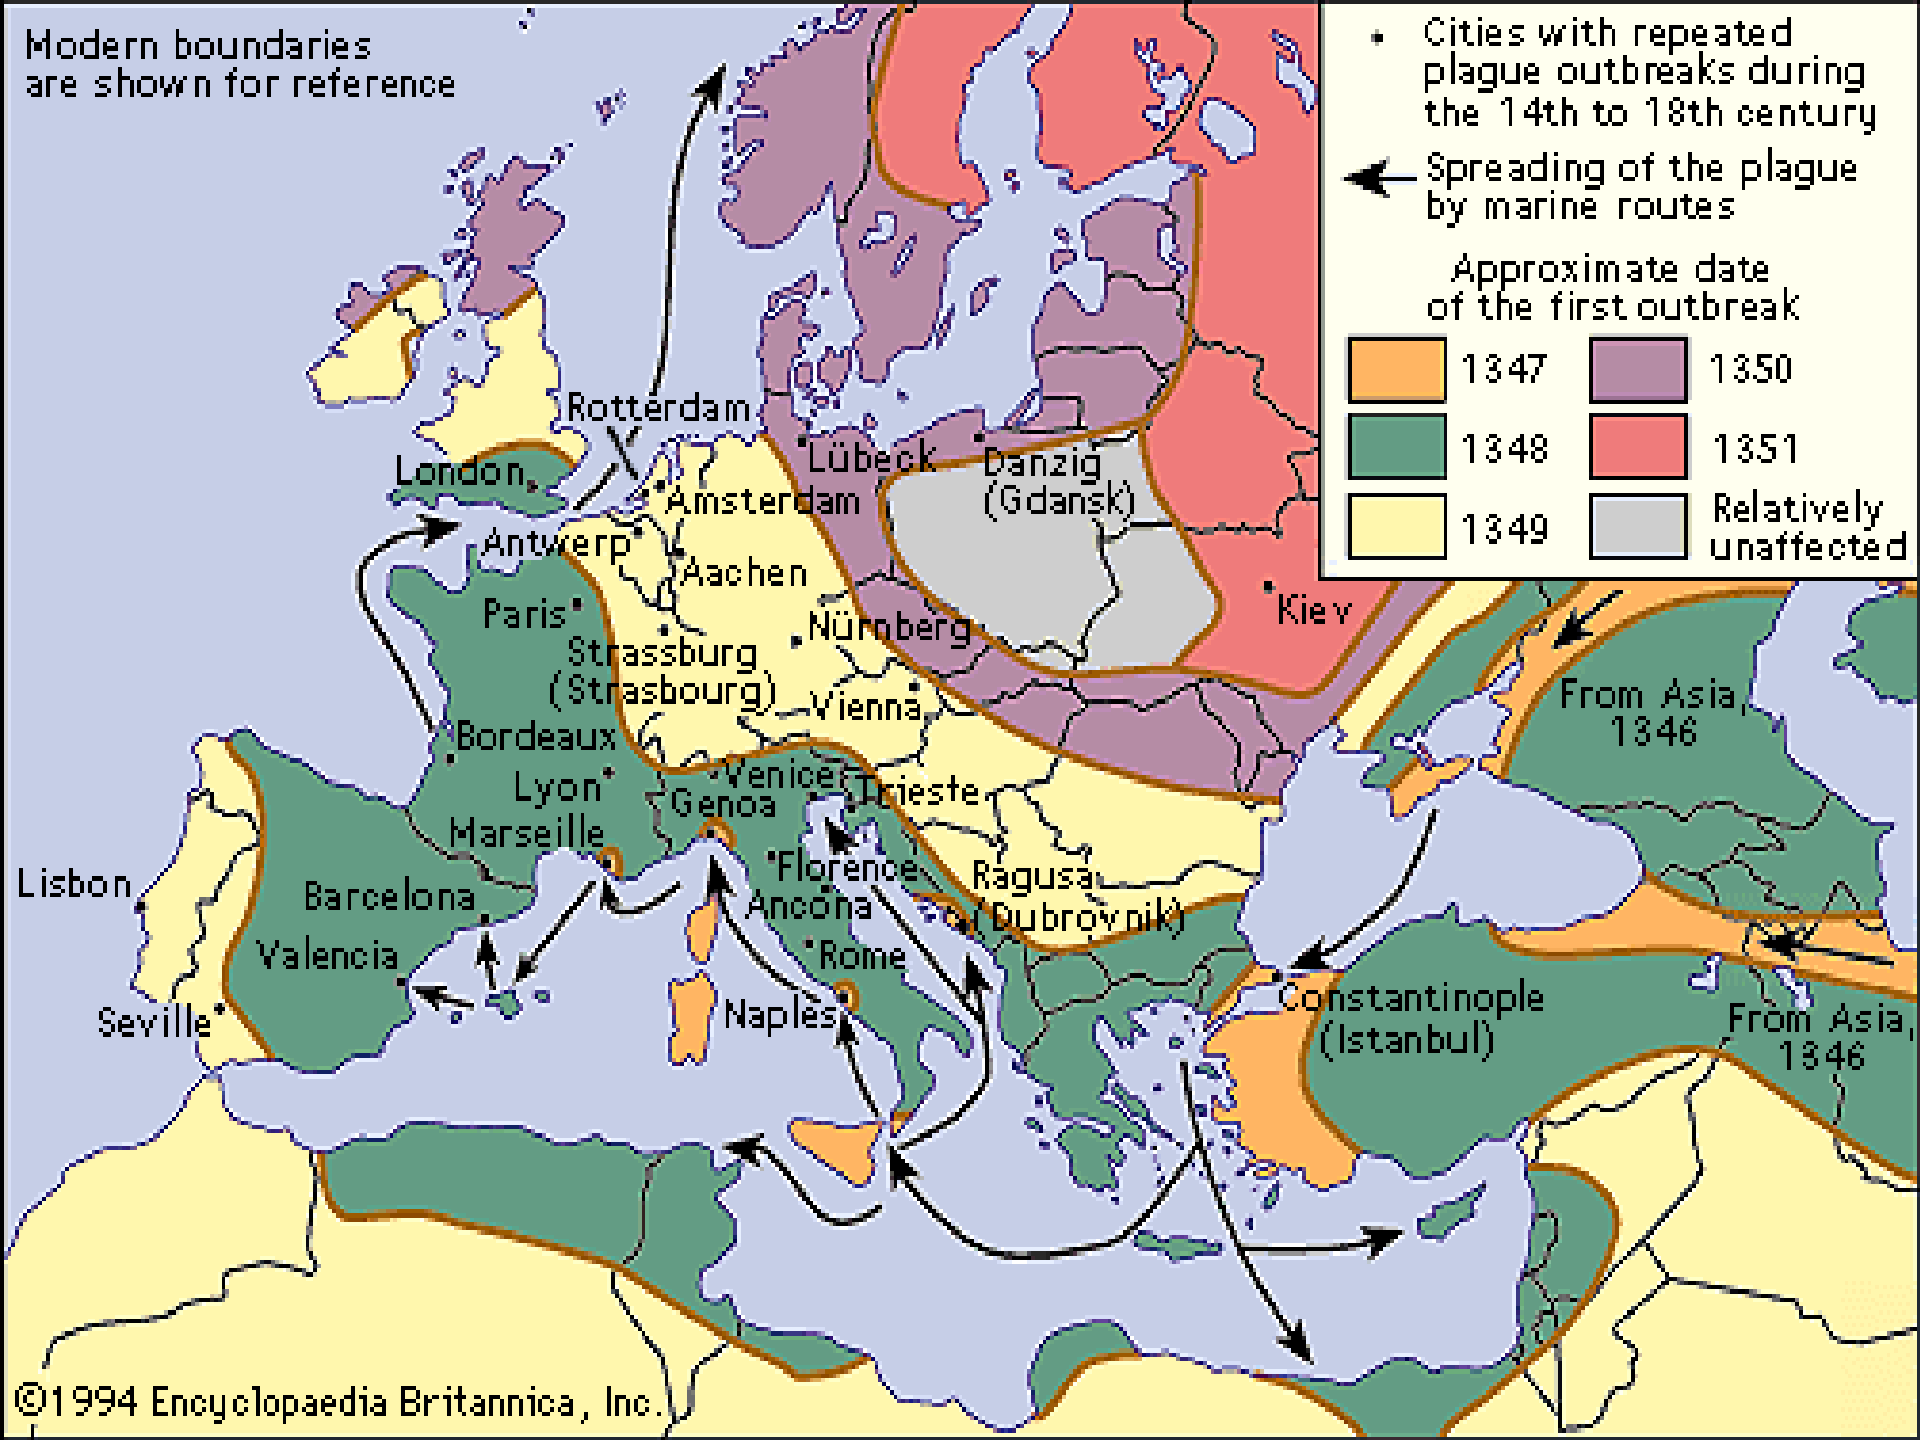 Modern boundaries
are shown for reference
Cities with repeated
plague outbreaks during
the 14th to 18th century
Spreading of the plague
by marine routes
Approximate date
of the first outbreak
1347
1350
1348
1351
1349
Relatively
unaffected
Rotterdam
London
Lübeck
Danzig
(Gdansk)
Amsterdam
Antwerp
Aachen
Paris
Nürnberg
Kiev
Strassburg
(Strasbourg)
Vienna
From Asia,
1346
Bordeaux
Lyon
Venice
Trieste
Genoa
Marseille
Lisbon
Barcelona
Florence
Ragusa
(Dubrovnik)
Ancona
Valencia
Rome
Seville
Naples
Constantinople
(Istanbul)
From Asia,
1346
©1994 Encyclopaedia Britannica, Inc.